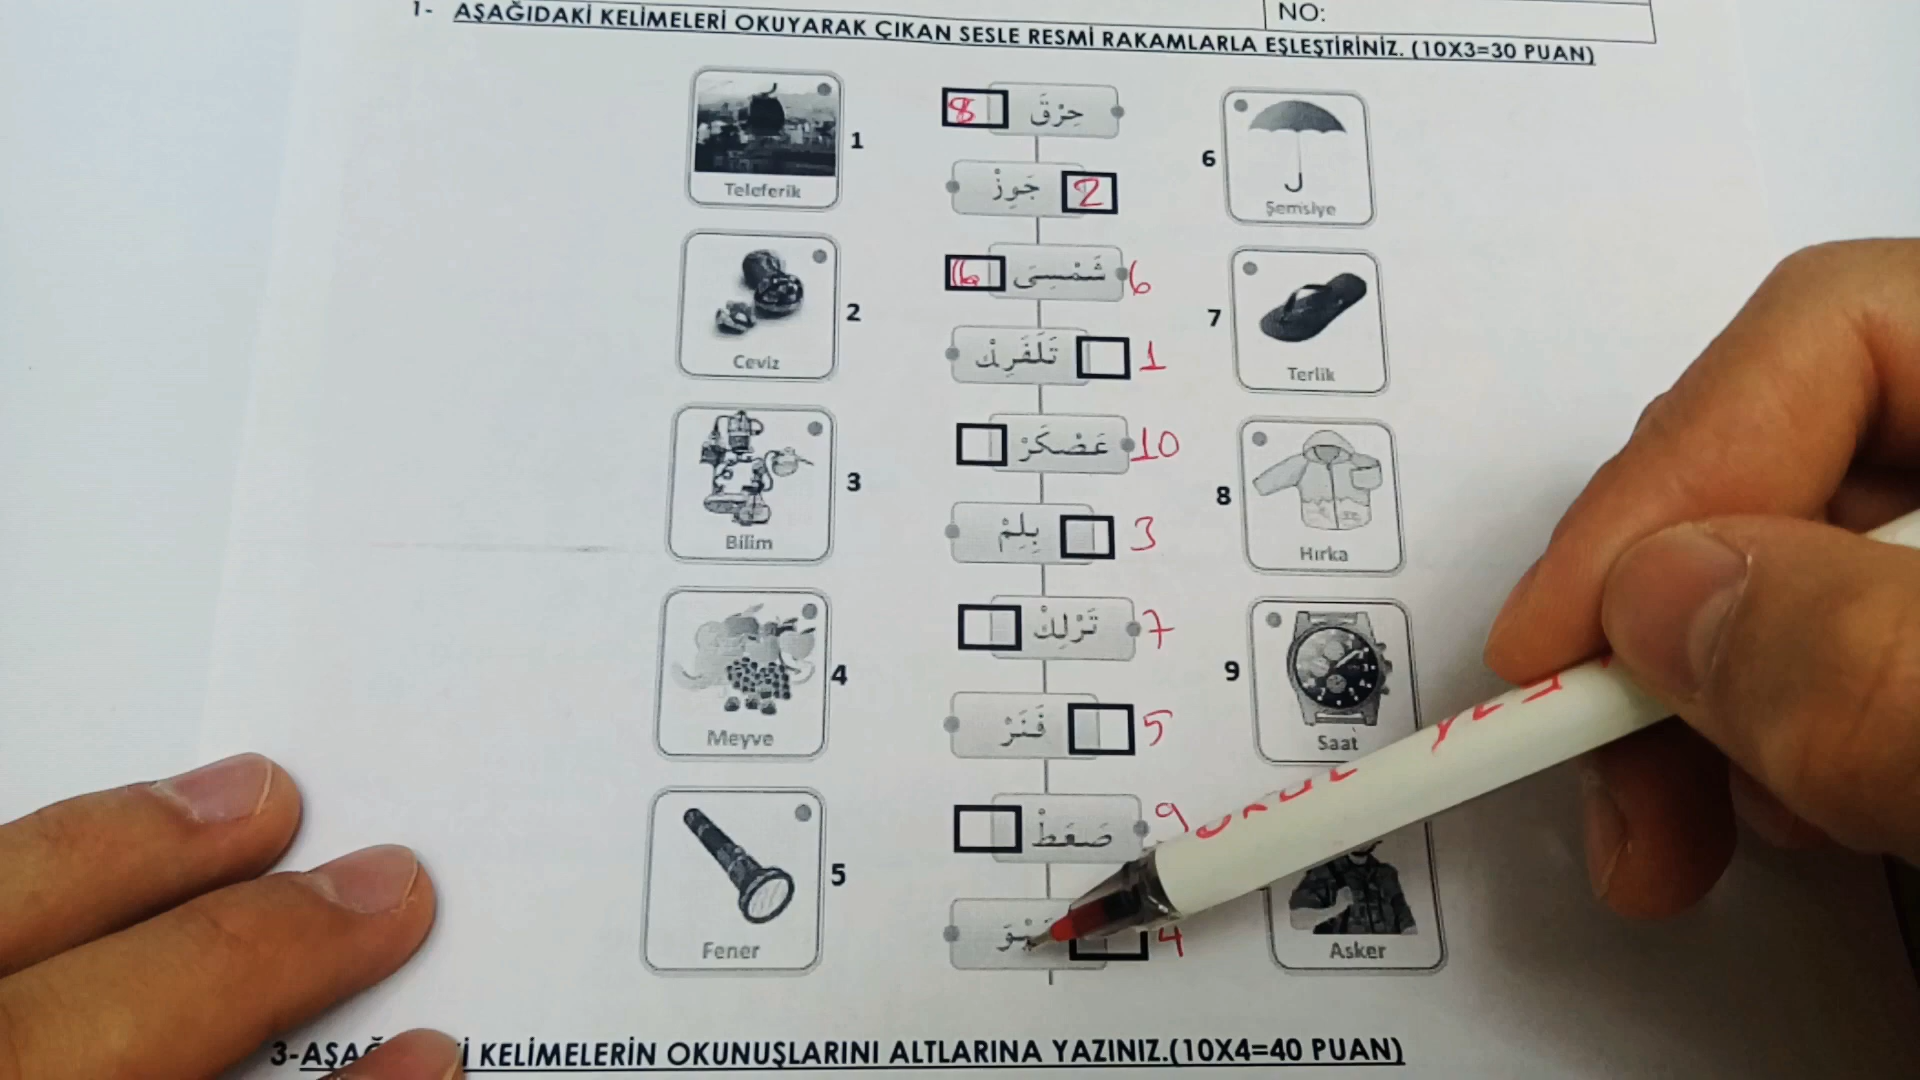 NO:
1- AŞAĞIDAKİ KELİMELERİ OKUYARAK ÇIKAN SESLE RESMİ RAKAMLARLA EŞLEŞTİRİNİZ. (10X3=30 PUAN)
1
Teleferik
2
Ceviz
3
Bilim
4
Meyve
5
Fener
8 حِرْقَ
جَوِزْ 2
6 شَمْسِىَ 6
تَلَفَرِكْ 1
عَصْكَرْ 10
بِلِمْ 3
تَرْلِكْ 7
فَنَرْ 5
صَعَطْ 9
4
6
Şemsiye
7
Terlik
8
Hırka
9
Saat
Asker
3-
KELİMELERİN OKUNUŞLARINI ALTLARINA YAZINIZ.(10X4=40 PUAN)